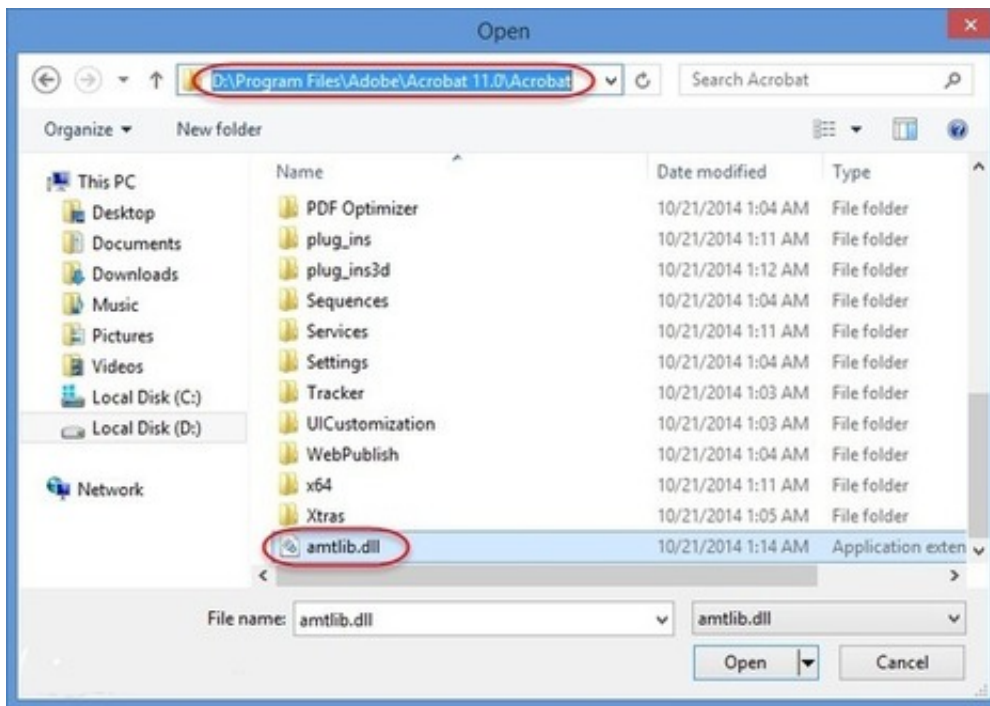 Open
D:\Program Files\Adobe\Acrobat 11.0\Acrobat
Search Acrobat
Organize
New folder
This PC
Desktop
Documents
Downloads
Music
Pictures
Videos
Local Disk (C:)
Local Disk (D:)
Network
Name Date modified Type
PDF Optimizer 10/21/2014 1:04 AM File folder
plug_ins 10/21/2014 1:11 AM File folder
plug_ins3d 10/21/2014 1:12 AM File folder
Sequences 10/21/2014 1:04 AM File folder
Services 10/21/2014 1:11 AM File folder
Settings 10/21/2014 1:04 AM File folder
Tracker 10/21/2014 1:03 AM File folder
UICustomization 10/21/2014 1:03 AM File folder
WebPublish 10/21/2014 1:04 AM File folder
x64 10/21/2014 1:11 AM File folder
Xtras 10/21/2014 1:05 AM File folder
amtlib.dll 10/21/2014 1:14 AM Application exten
File name: amtlib.dll amtlib.dll
Open Cancel